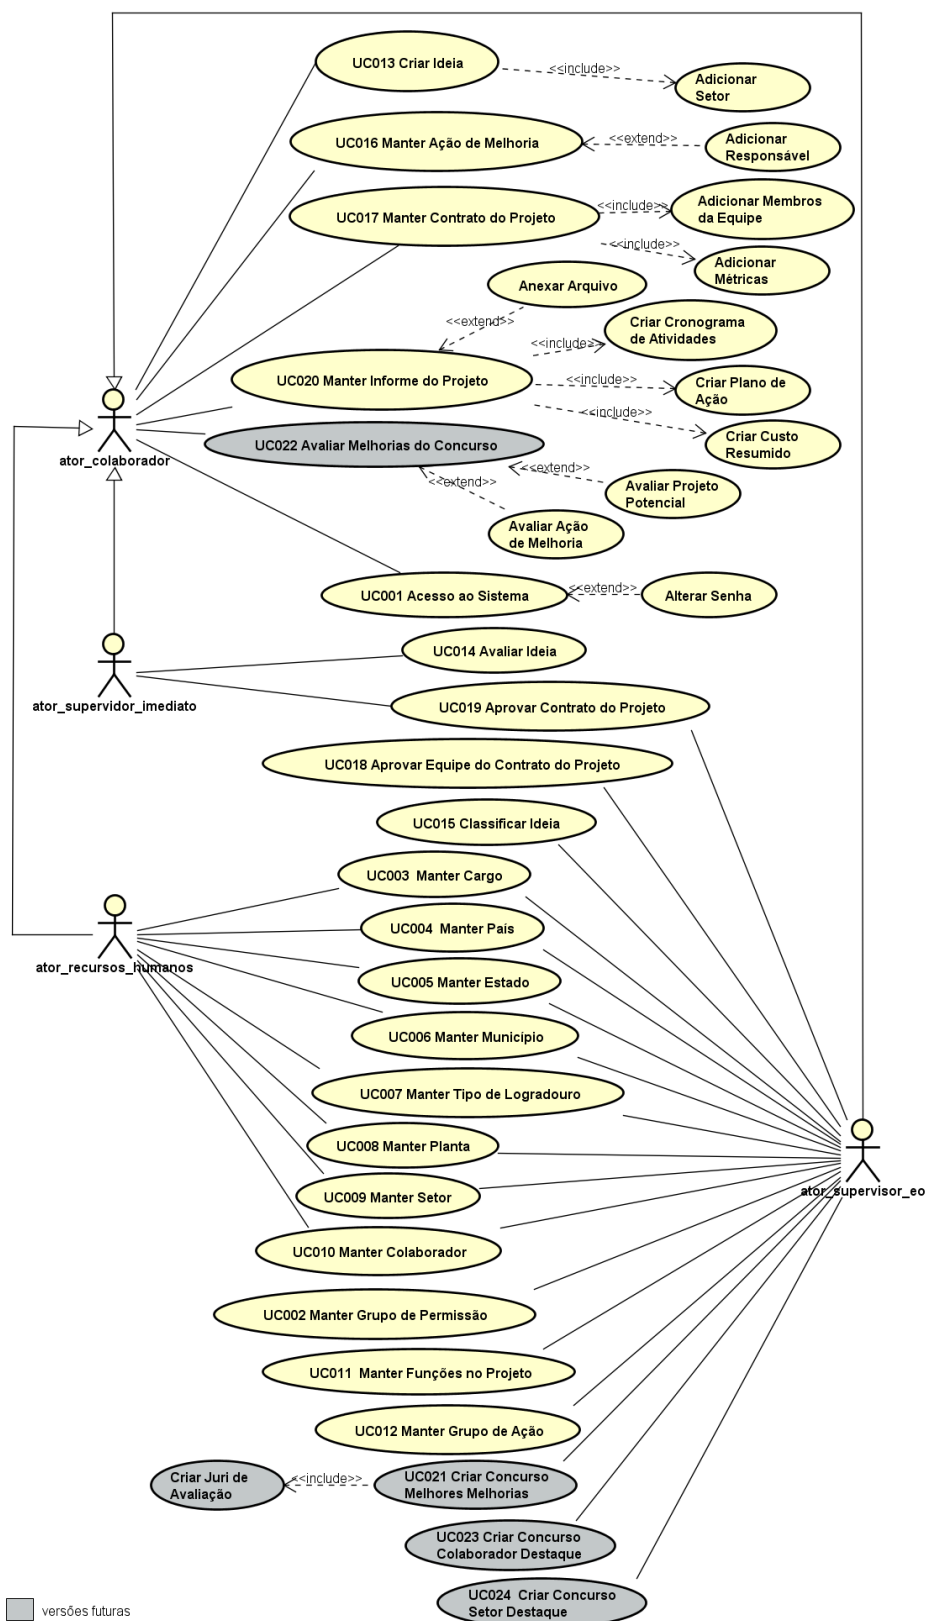 UC013 Criar Ideia
<<include>>
Adicionar
Setor
UC016 Manter Ação de Melhoria
<<extend>>
Adicionar
Responsável
UC017 Manter Contrato do Projeto
<<include>>
Adicionar Membros
da Equipe
<<include>>
Adicionar
Métricas
Anexar Arquivo
<<extend>>
<<include>>
Criar Cronograma
de Atividades
UC020 Manter Informe do Projeto
<<include>>
Criar Plano de
Ação
<<include>>
Criar Custo
Resumido
UC022 Avaliar Melhorias do Concurso
ator_colaborador
<<extend>>
<<extend>>
Avaliar Projeto
Potencial
Avaliar Ação
de Melhoria
UC001 Acesso ao Sistema
<<extend>>
Alterar Senha
UC014 Avaliar Ideia
ator_supervidor_imediato
UC019 Aprovar Contrato do Projeto
UC018 Aprovar Equipe do Contrato do Projeto
UC015 Classificar Ideia
UC003 Manter Cargo
UC004 Manter País
ator_recursos_humanos
UC005 Manter Estado
UC006 Manter Município
UC007 Manter Tipo de Logradouro
UC008 Manter Planta
UC009 Manter Setor
ator_supervisor_eo
UC010 Manter Colaborador
UC002 Manter Grupo de Permissão
UC011 Manter Funções no Projeto
UC012 Manter Grupo de Ação
Criar Juri de
Avaliação
<<include>>
UC021 Criar Concurso
Melhores Melhorias
UC023 Criar Concurso
Colaborador Destaque
UC024 Criar Concurso
Setor Destaque
versões futuras